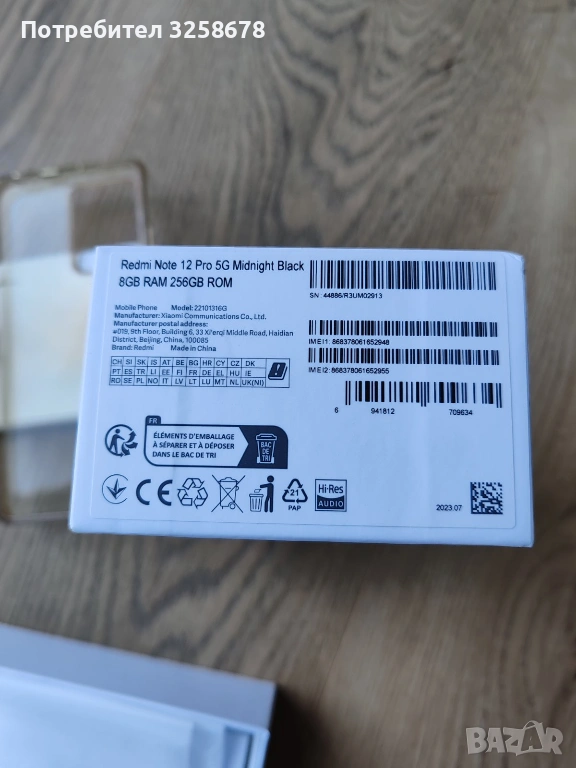 Потребител 3258678
Redmi Note 12 Pro 5G Midnight Black
8GB RAM 256GB ROM
Mobile Phone Model: 22101316G
Manufacturer: Xiaomi Communications Co., Ltd.
Manufacturer postal address:
#019, 9th Floor, Building 6, 33 Xi'erqi Middle Road, Haidian
District, Beijing, China, 100085
Brand: Redmi Made in China
CH SI SK IS AT BE BG HR CY CZ DK
PT ES TR LI EE FI DE FR EL HU IE
RO SE PL NO IT LV LT LU MT NL UK(NI)
SN: 44886/R3UM02913
IMEI1: 868378061652948
IMEI2: 868378061652955
6 941812 709634
FR
ÉLÉMENTS D'EMBALLAGE
À SÉPARER ET À DÉPOSER
DANS LE BAC DE TRI
BAC
DE
TRI
CE
21
PAP
Hi-Res
AUDIO
2023.07
BAZAR